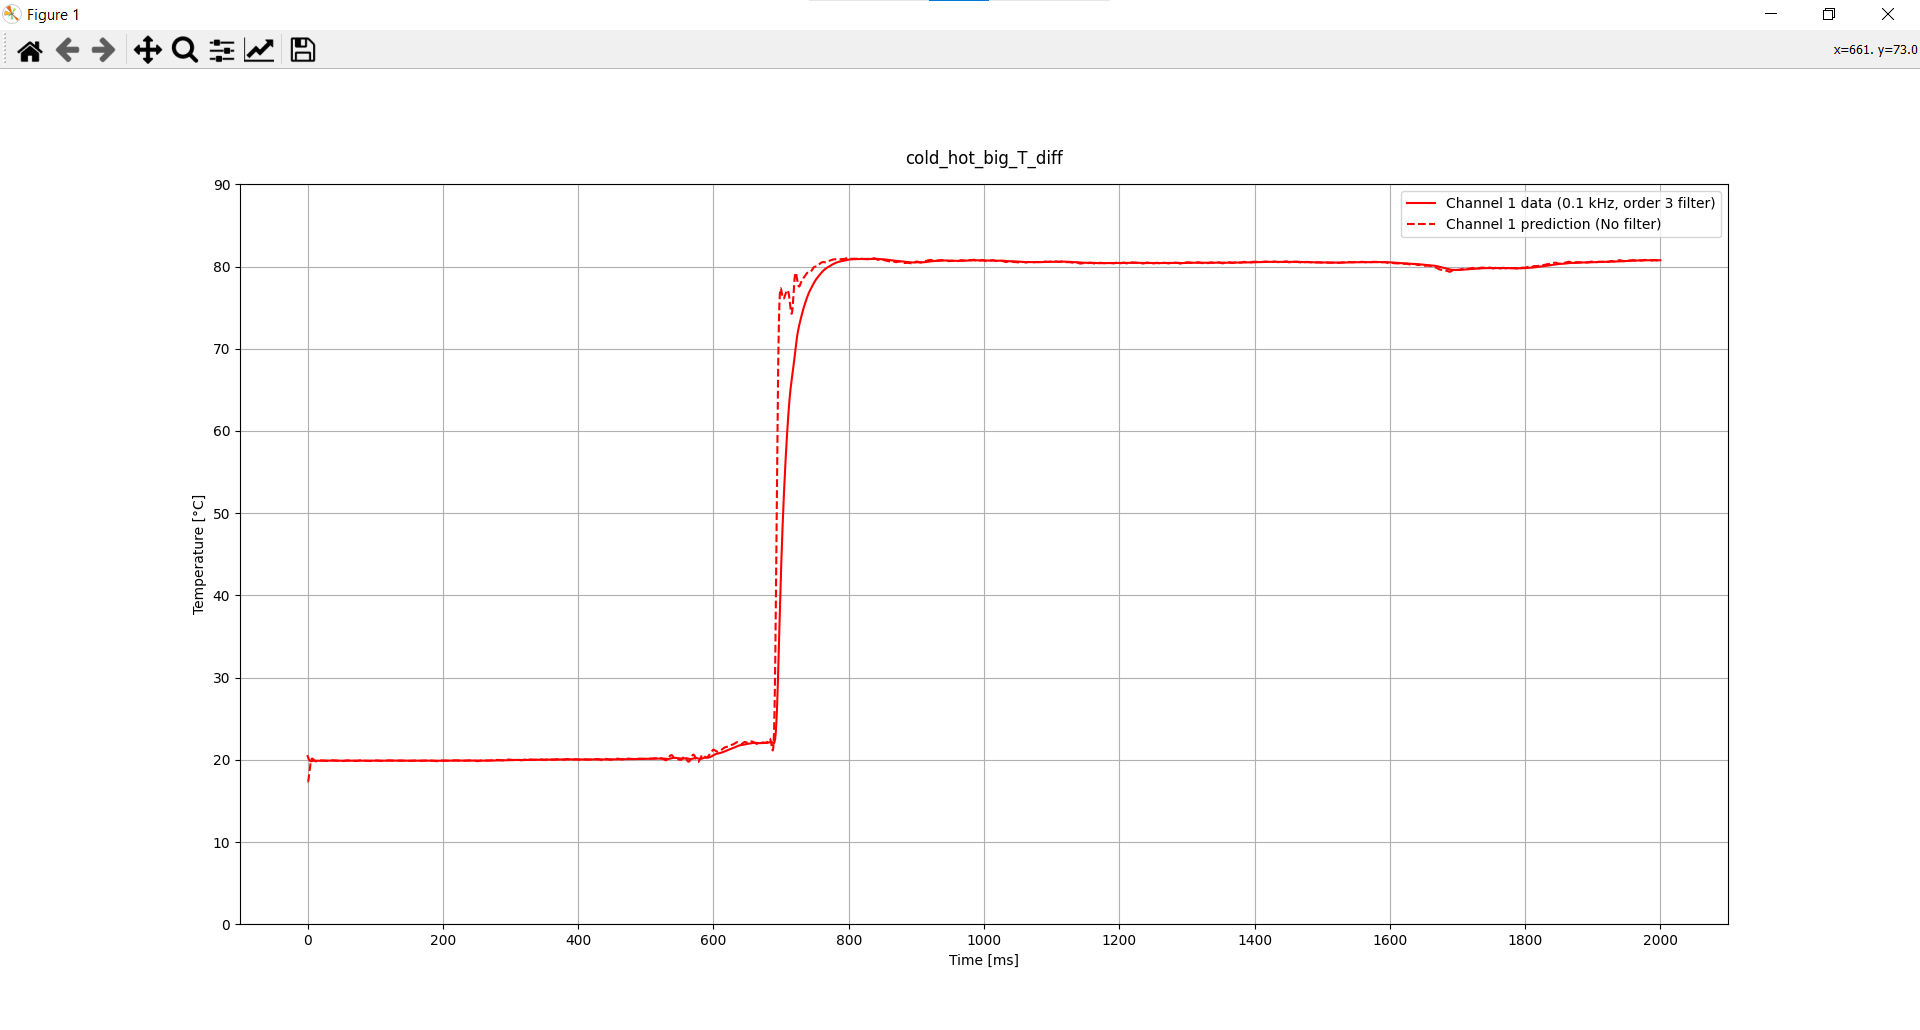 Figure 1
x=661. y=73.0
cold_hot_big_T_diff
Channel 1 data (0.1 kHz, order 3 filter)
Channel 1 prediction (No filter)
90
80
70
60
50
40
30
20
10
0
Temperature [°C]
0 200 400 600 800 1000 1200 1400 1600 1800 2000
Time [ms]